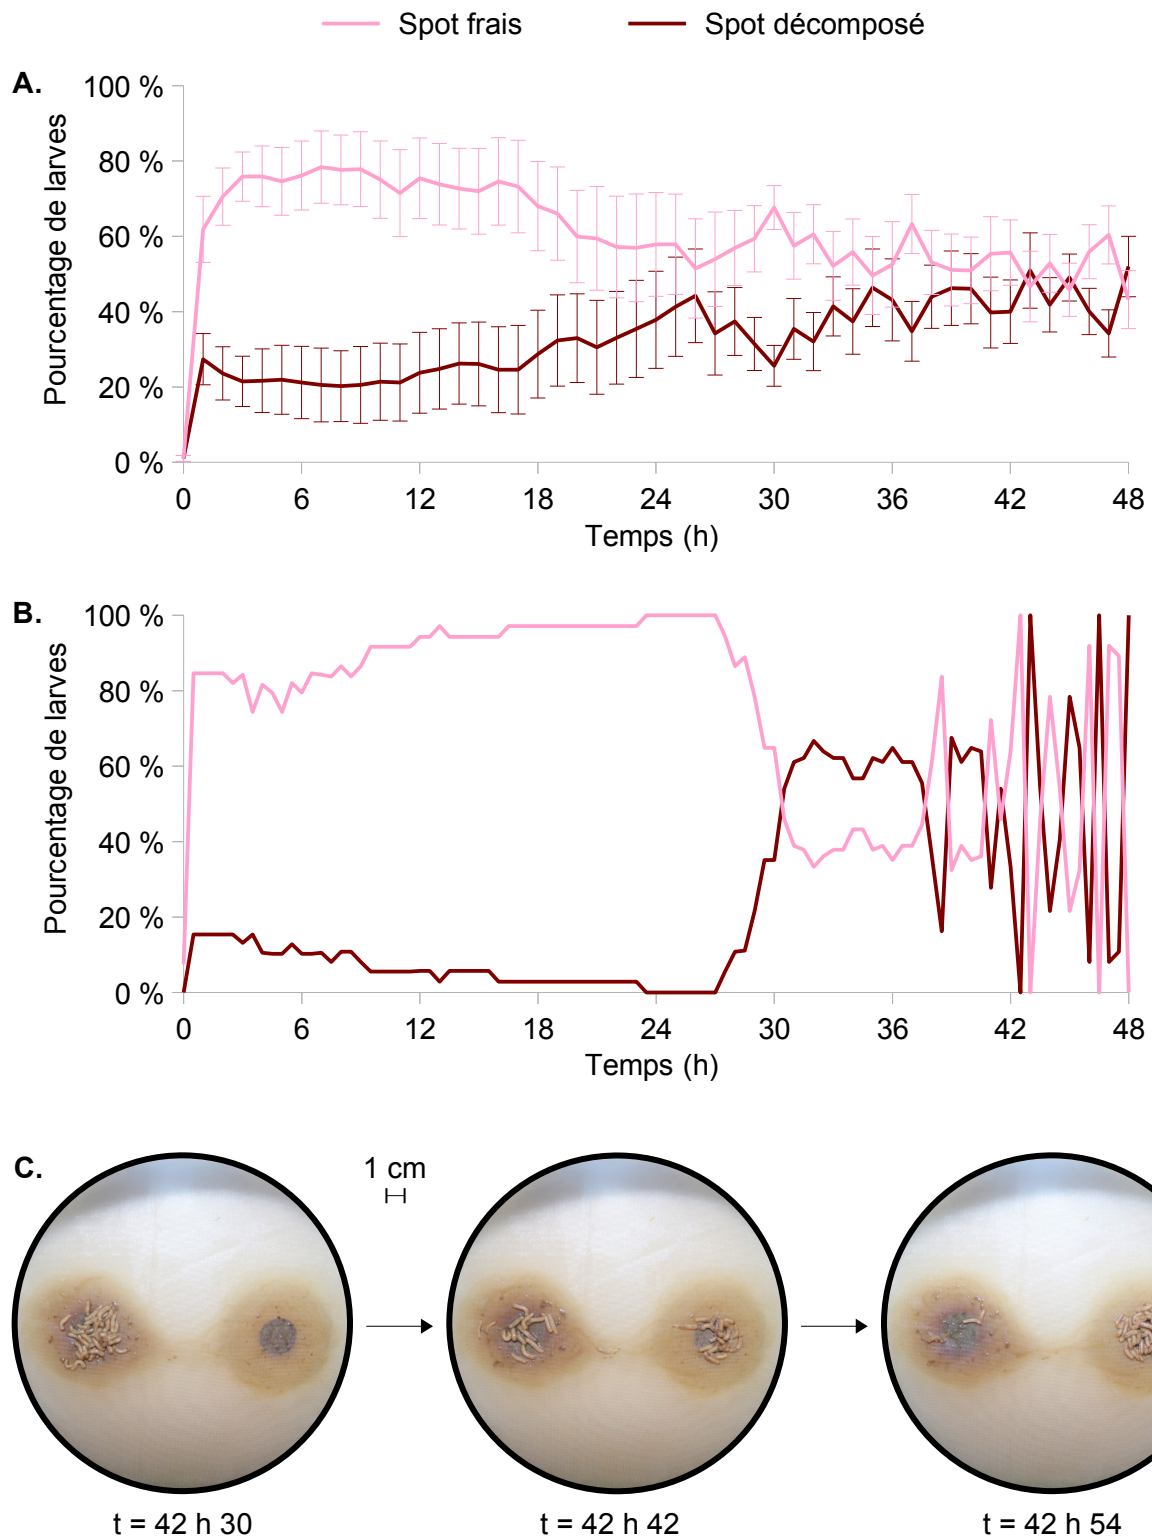 Spot frais Spot décomposé
A.
100 %
80 %
60 %
40 %
20 %
0 %
Pourcentage de larves
0 6 12 18 24 30 36 42 48
Temps (h)
B.
100 %
80 %
60 %
40 %
20 %
0 %
Pourcentage de larves
0 6 12 18 24 30 36 42 48
Temps (h)
C.
1 cm
t = 42 h 30 t = 42 h 42 t = 42 h 54